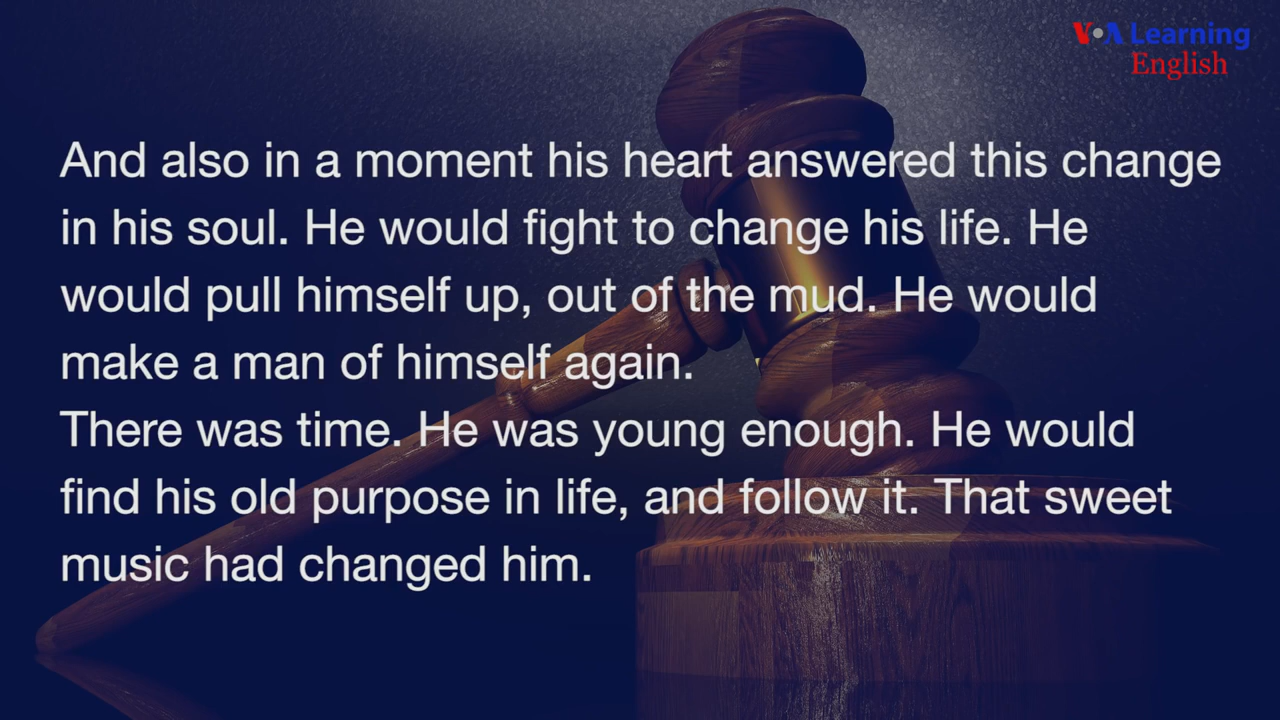 VOA Learning
English
And also in a moment his heart answered this change
in his soul. He would fight to change his life. He
would pull himself up, out of the mud. He would
make a man of himself again.
There was time. He was young enough. He would
find his old purpose in life, and follow it. That sweet
music had changed him.